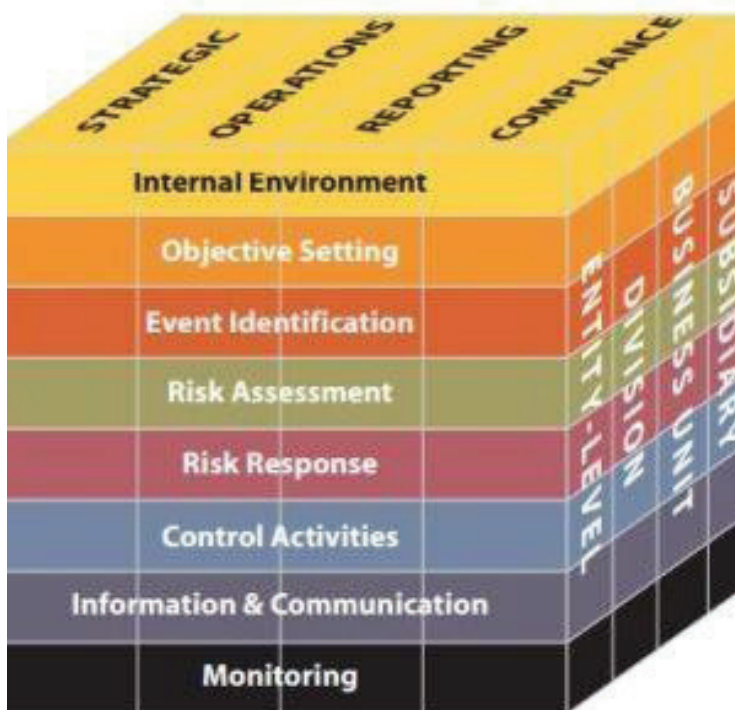 STRATEGIC
OPERATIONS
REPORTING
COMPLIANCE
Internal Environment
Objective Setting
Event Identification
Risk Assessment
Risk Response
Control Activities
Information & Communication
Monitoring
ENTITY-LEVEL
DIVISION
BUSINESS UNIT
SUBSIDIARY